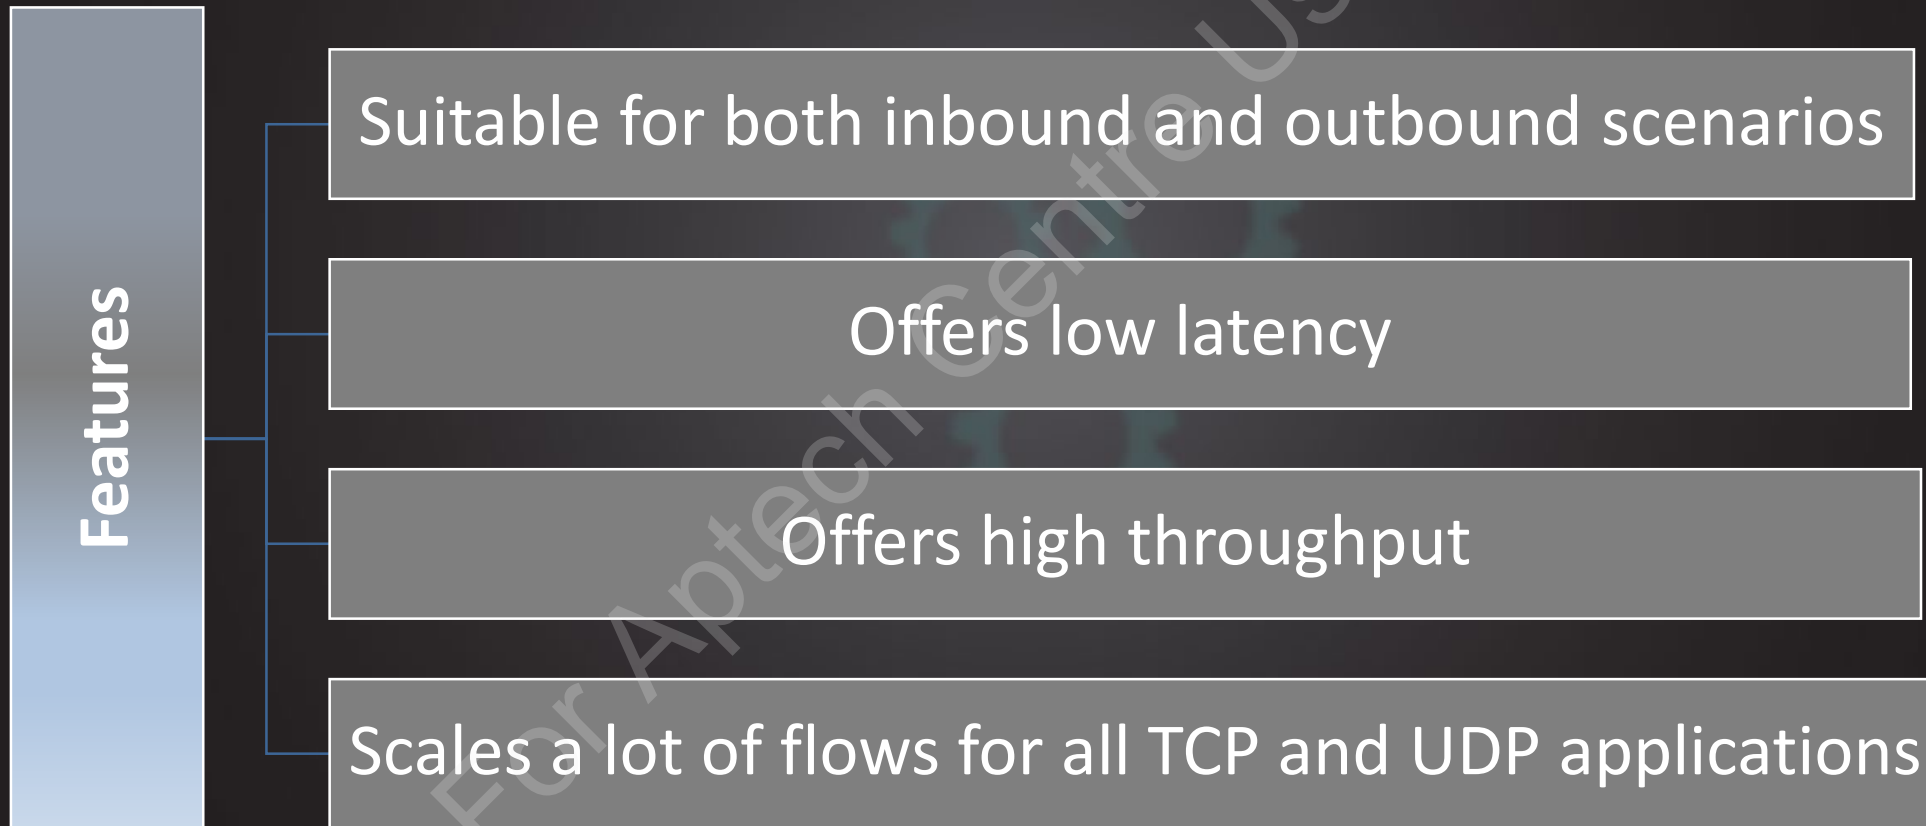 Features
Suitable for both inbound and outbound scenarios
Offers low latency
Offers high throughput
Scales a lot of flows for all TCP and UDP applications
For Aptech Centre